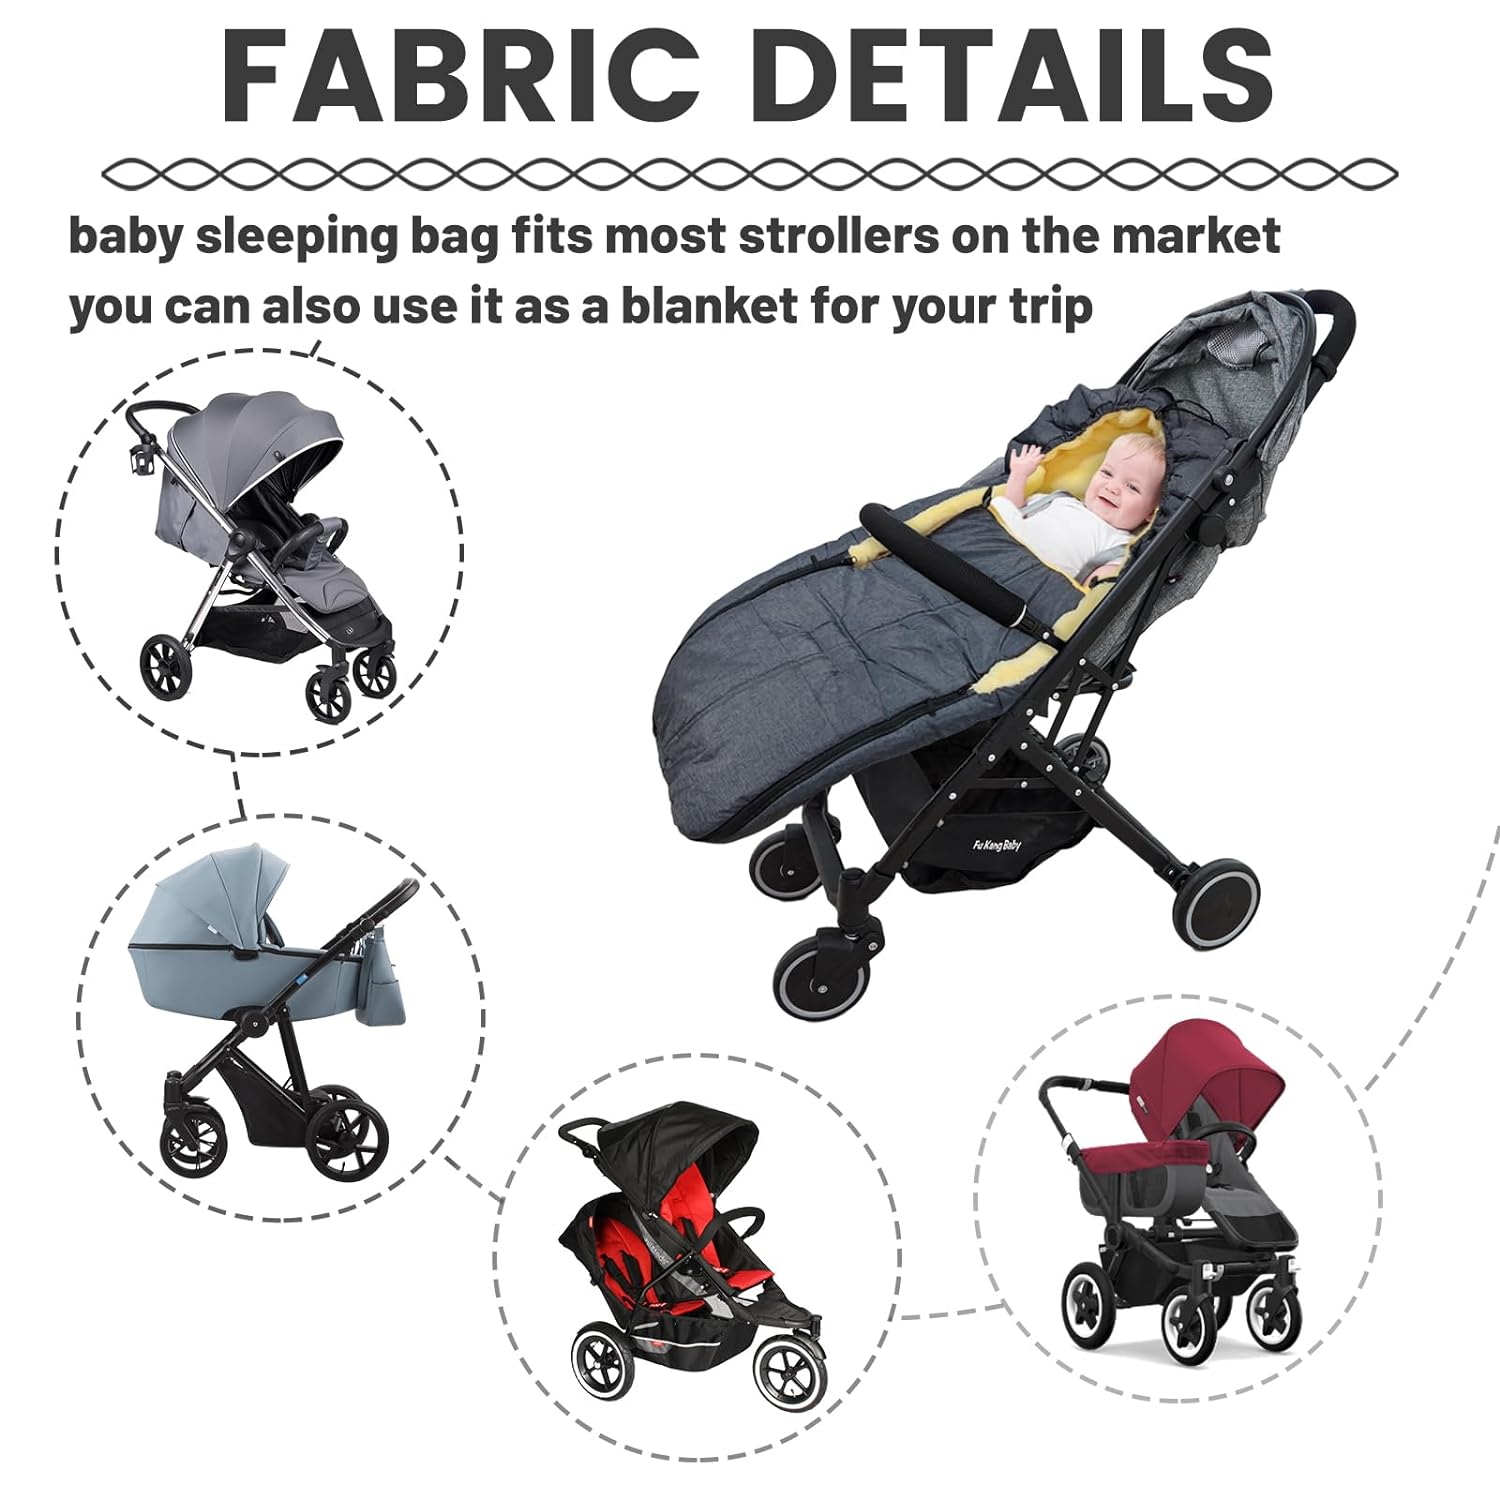 FABRIC DETAILS
baby sleeping bag fits most strollers on the market
you can also use it as a blanket for your trip
Fu Kang Baby